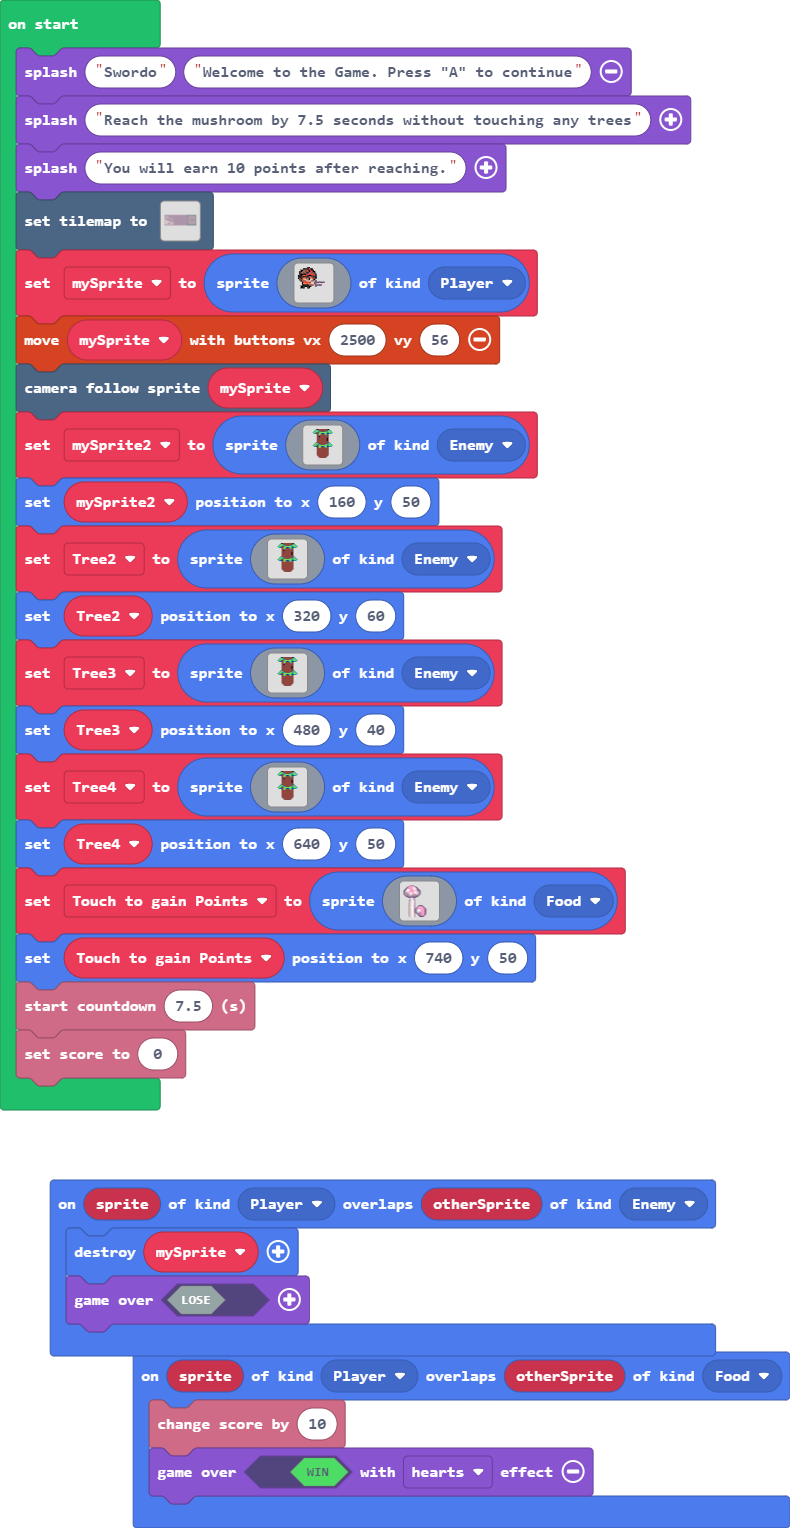 on start
splash "Swordo" "Welcome to the Game. Press "A" to continue"
splash "Reach the mushroom by 7.5 seconds without touching any trees"
splash "You will earn 10 points after reaching."
set tilemap to
set mySprite to sprite of kind Player
move mySprite with buttons vx 2500 vy 56
camera follow sprite mySprite
set mySprite2 to sprite of kind Enemy
set mySprite2 position to x 160 y 50
set Tree2 to sprite of kind Enemy
set Tree2 position to x 320 y 60
set Tree3 to sprite of kind Enemy
set Tree3 position to x 480 y 40
set Tree4 to sprite of kind Enemy
set Tree4 position to x 640 y 50
set Touch to gain Points to sprite of kind Food
set Touch to gain Points position to x 740 y 50
start countdown 7.5 (s)
set score to 0
on sprite of kind Player overlaps otherSprite of kind Enemy
destroy mySprite
game over LOSE
on sprite of kind Player overlaps otherSprite of kind Food
change score by 10
game over WIN with hearts effect